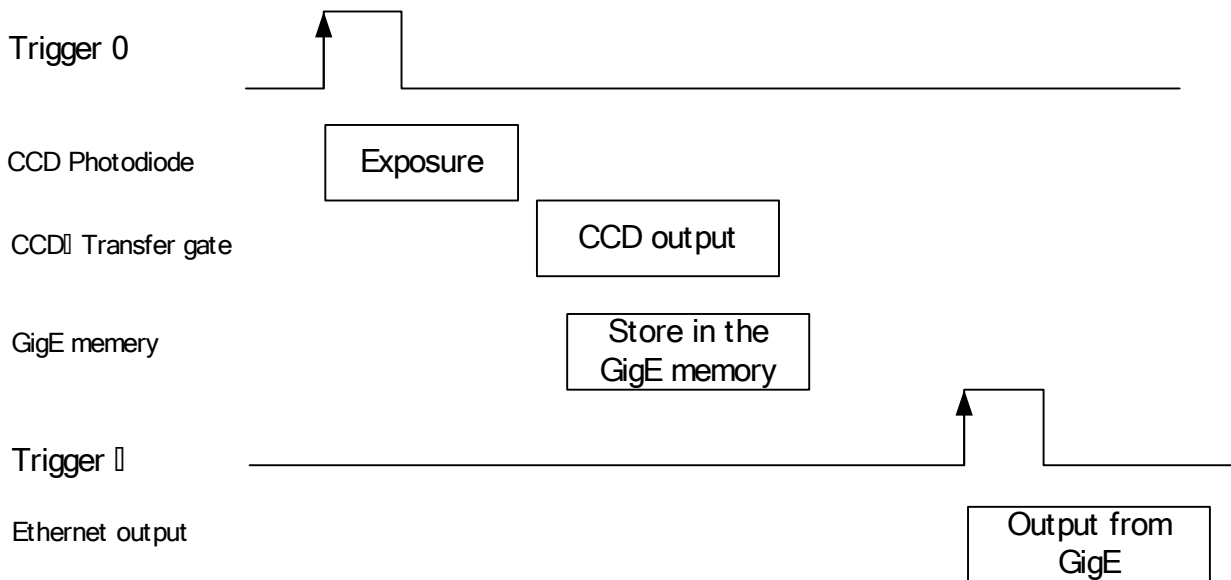 Trigger 0
CCD Photodiode
Exposure
CCD Transfer gate
CCD output
GigE memery
Store in the
GigE memory
Trigger
Ethernet output
Output from
GigE